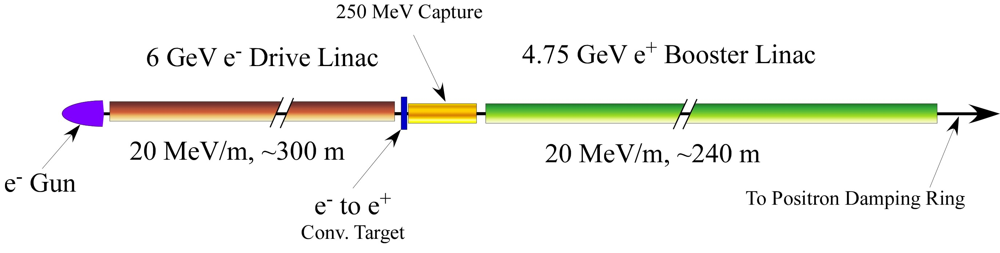 250 MeV Capture
6 GeV e⁻ Drive Linac
4.75 GeV e⁺ Booster Linac
20 MeV/m, ~300 m
20 MeV/m, ~240 m
e⁻ Gun
e⁻ to e⁺
Conv. Target
To Positron Damping Ring